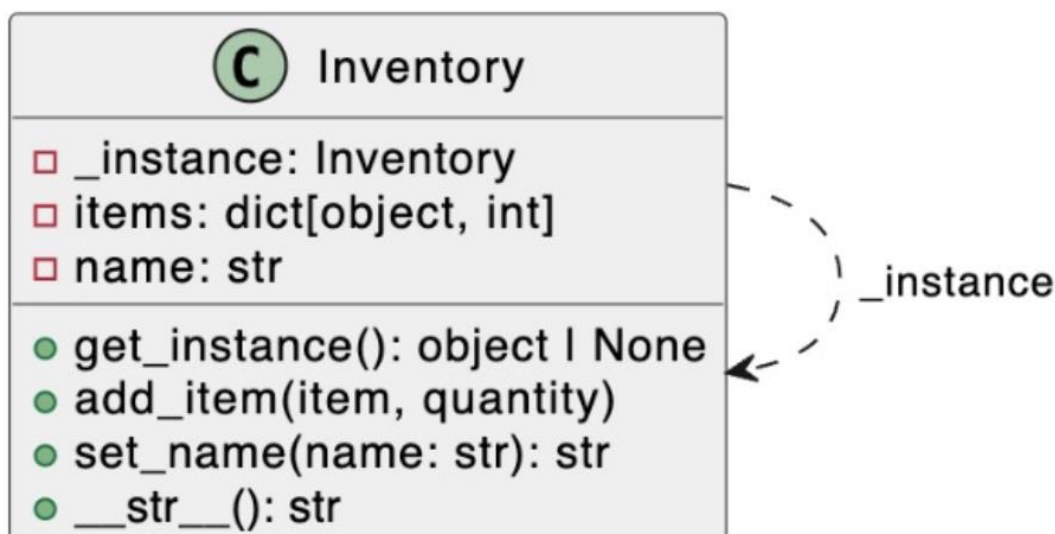 C Inventory
_instance: Inventory
items: dict[object, int]
name: str
_instance
get_instance(): object | None
add_item(item, quantity)
set_name(name: str): str
__str__(): str